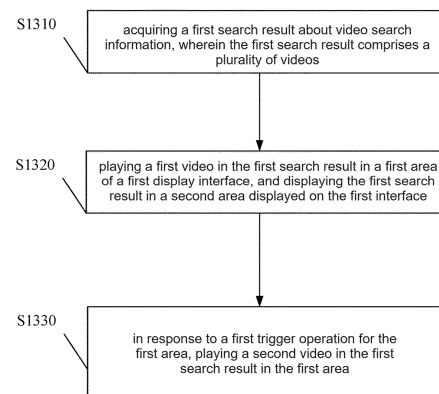 S1310
acquiring a first search result about video search
information, wherein the first search result comprises a
plurality of videos
S1320
playing a first video in the first search result in a first area
of a first display interface, and displaying the first search
result in a second area displayed on the first interface
S1330
in response to a first trigger operation for the
first area, playing a second video in the first
search result in the first area